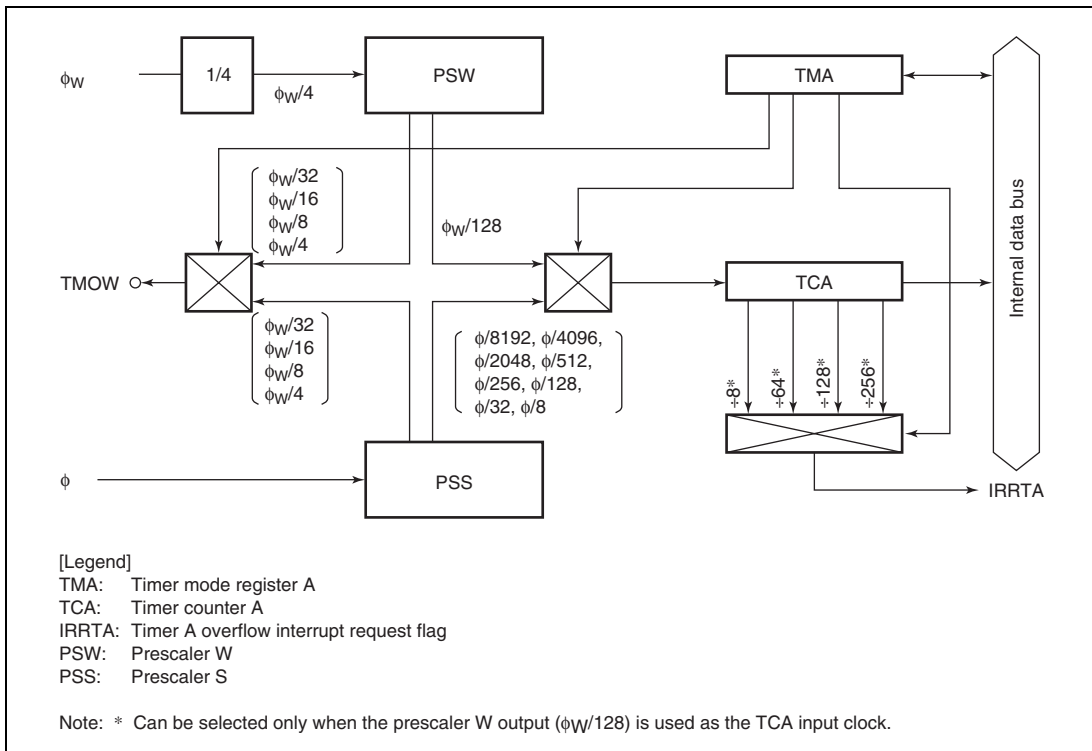 ϕW
1/4
ϕW/4
PSW
TMA
ϕW/32
ϕW/16
ϕW/8
ϕW/4
ϕW/128
TMOW
TCA
Internal data bus
ϕW/32
ϕW/16
ϕW/8
ϕW/4
ϕ/8192, ϕ/4096,
ϕ/2048, ϕ/512,
ϕ/256, ϕ/128,
ϕ/32, ϕ/8
÷8*
÷64*
÷128*
÷256*
ϕ
PSS
IRRTA
[Legend]
TMA: Timer mode register A
TCA: Timer counter A
IRRTA: Timer A overflow interrupt request flag
PSW: Prescaler W
PSS: Prescaler S
Note: * Can be selected only when the prescaler W output (ϕW/128) is used as the TCA input clock.